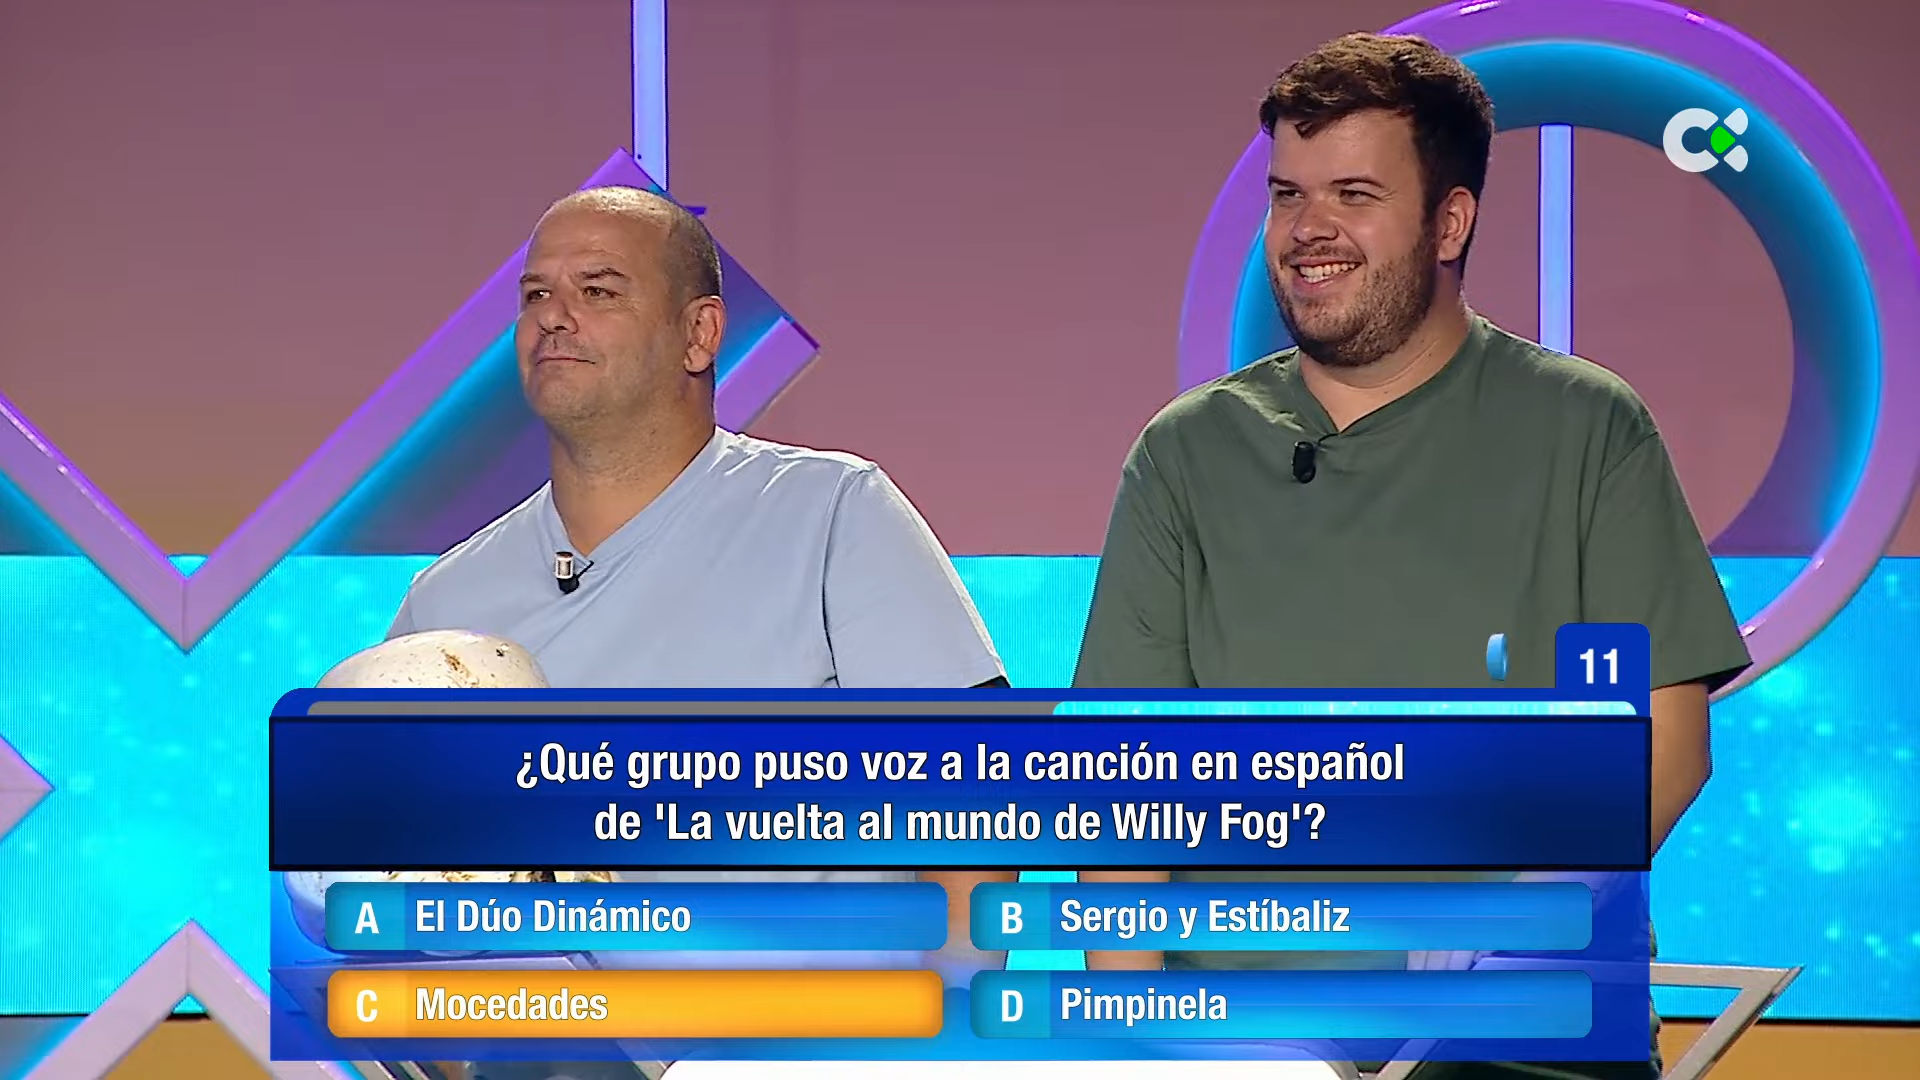 11
¿Qué grupo puso voz a la canción en español
de 'La vuelta al mundo de Willy Fog'?
A El Dúo Dinámico
B Sergio y Estíbaliz
C Mocedades
D Pimpinela